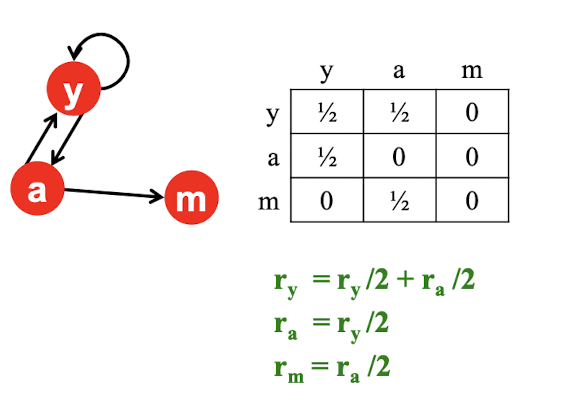 y
a
m
y a m
y ½ ½ 0
a ½ 0 0
m 0 ½ 0
r_y = r_y /2 + r_a /2
r_a = r_y /2
r_m = r_a /2